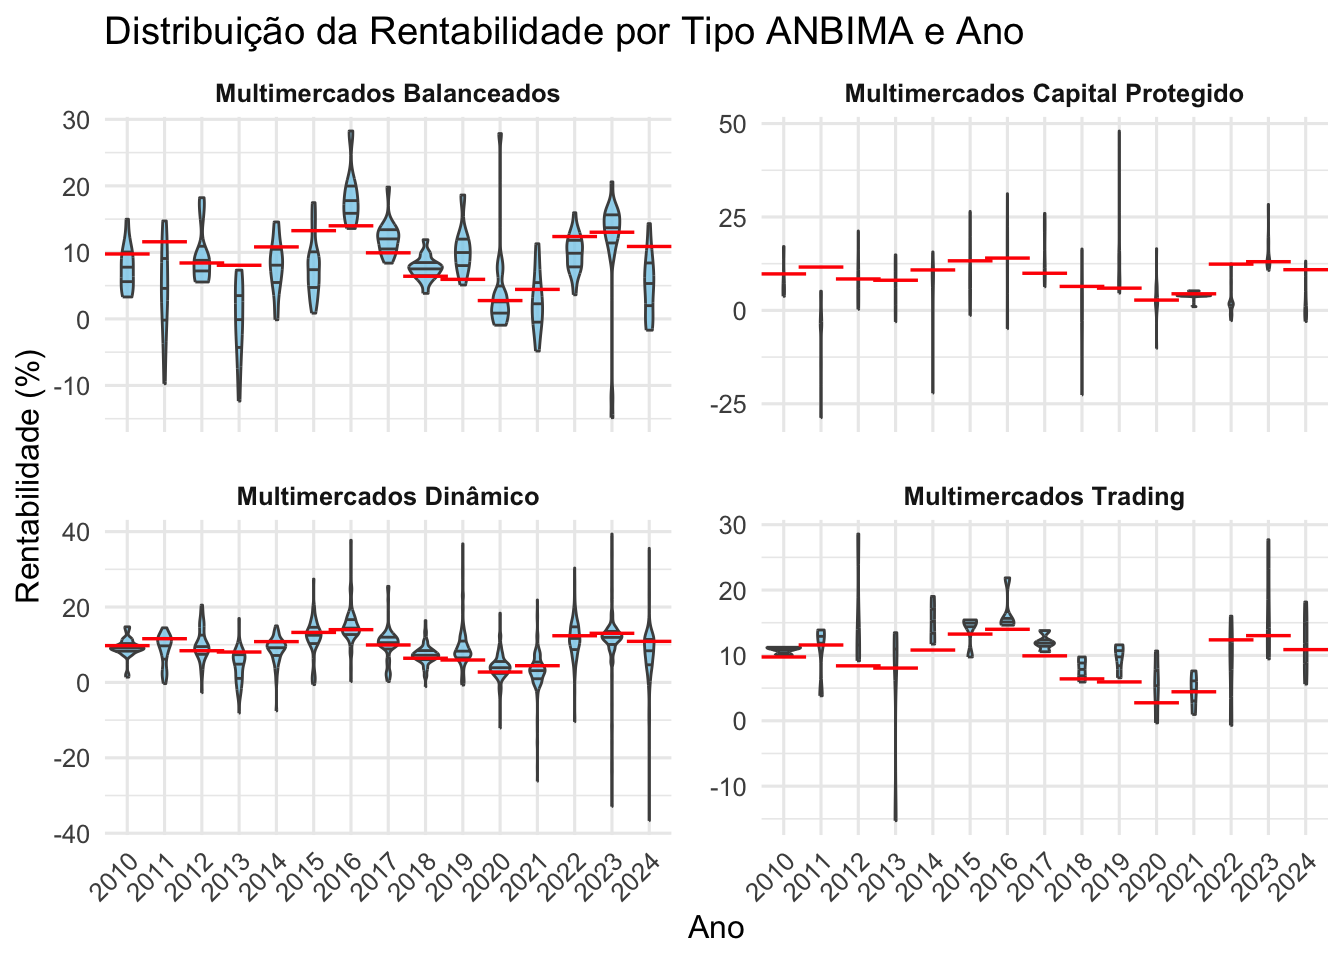 Distribuição da Rentabilidade por Tipo ANBIMA e Ano
Multimercados Balanceados
Multimercados Capital Protegido
30
20
10
0
-10
50
25
0
-25
Rentabilidade (%)
Multimercados Dinâmico
Multimercados Trading
40
20
0
-20
-40
30
20
10
0
-10
2010 2011 2012 2013 2014 2015 2016 2017 2018 2019 2020 2021 2022 2023 2024
2010 2011 2012 2013 2014 2015 2016 2017 2018 2019 2020 2021 2022 2023 2024
Ano